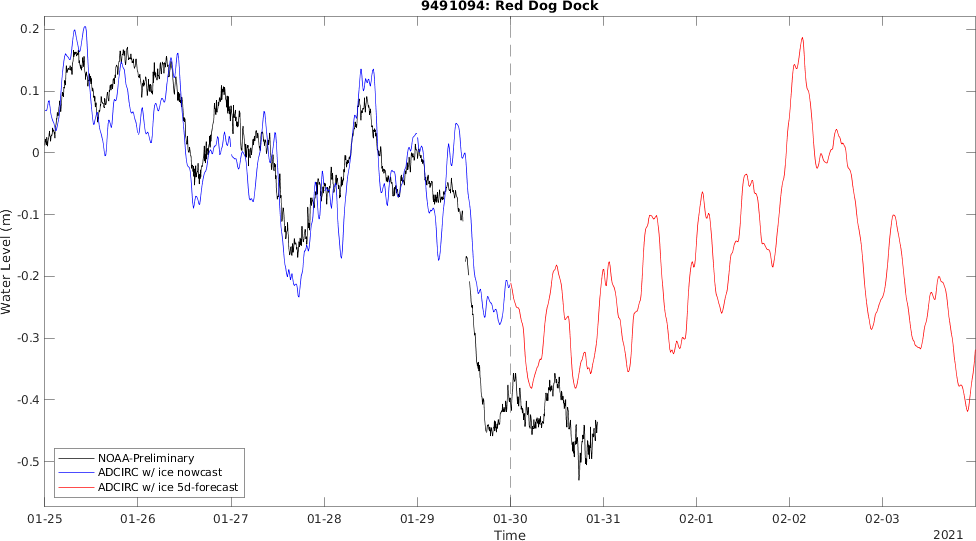 9491094: Red Dog Dock
0.2
0.1
0
-0.1
-0.2
-0.3
-0.4
-0.5
Water Level (m)
NOAA-Preliminary
ADCIRC w/ ice nowcast
ADCIRC w/ ice 5d-forecast
01-25 01-26 01-27 01-28 01-29 01-30 01-31 02-01 02-02 02-03
Time
2021